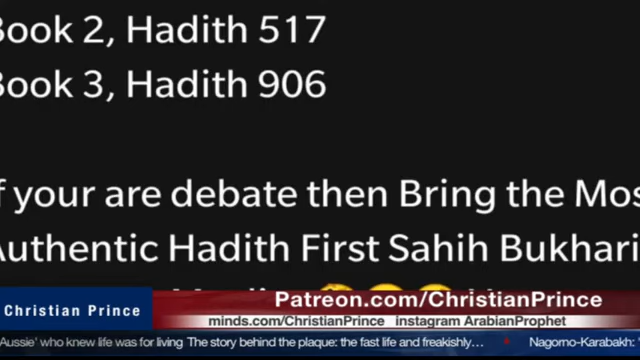 Book 2, Hadith 517
Book 3, Hadith 906
f your are debate then Bring the Mos
Authentic Hadith First Sahih Bukhari
Christian Prince
Patreon.com/ChristianPrince
minds.com/ChristianPrince instagram ArabianProphet
Aussie' who knew life was for living The story behind the plaque: the fast life and freakishly… • Nagorno-Karabakh: